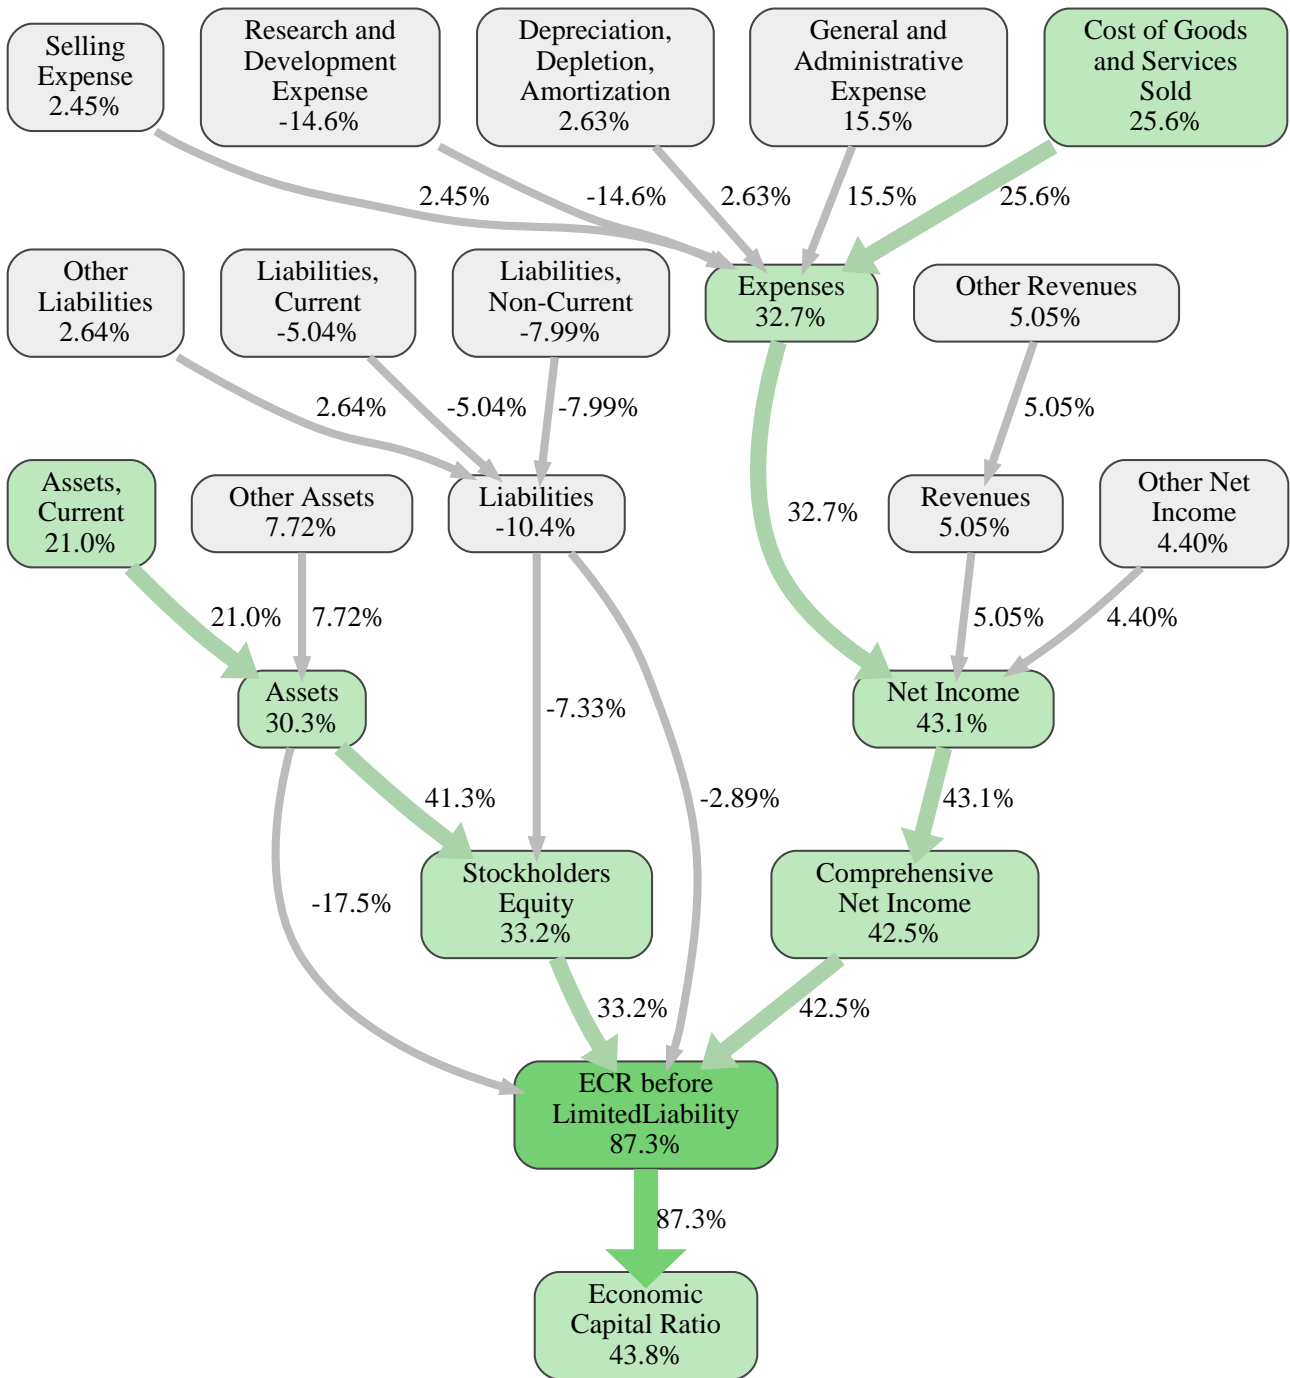 Selling
Expense
2.45%
Research and
Development
Expense
-14.6%
Depreciation,
Depletion,
Amortization
2.63%
General and
Administrative
Expense
15.5%
Cost of Goods
and Services
Sold
25.6%
2.45%
-14.6%
2.63%
15.5%
25.6%
Other
Liabilities
2.64%
Liabilities,
Current
-5.04%
Liabilities,
Non-Current
-7.99%
Expenses
32.7%
Other Revenues
5.05%
2.64%
-5.04%
-7.99%
5.05%
Assets,
Current
21.0%
Other Assets
7.72%
Liabilities
-10.4%
32.7%
Revenues
5.05%
Other Net
Income
4.40%
21.0%
7.72%
5.05%
4.40%
Assets
30.3%
-7.33%
Net Income
43.1%
41.3%
-2.89%
43.1%
-17.5%
Stockholders
Equity
33.2%
Comprehensive
Net Income
42.5%
33.2%
42.5%
ECR before
LimitedLiability
87.3%
87.3%
Economic
Capital Ratio
43.8%